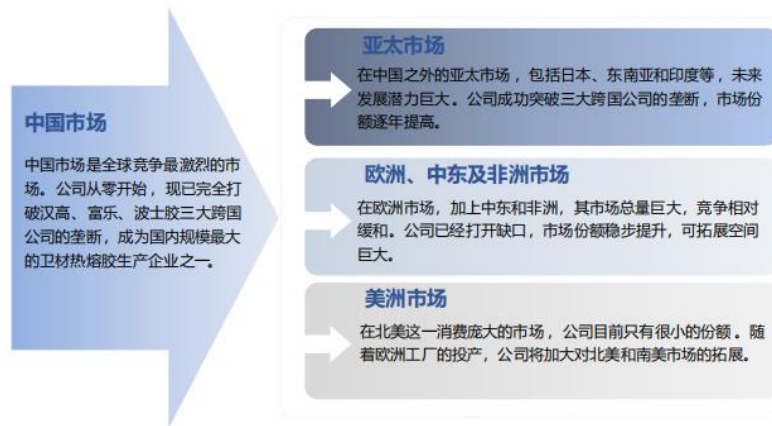 中国市场
中国市场是全球竞争最激烈的市
场。公司从零开始，现已完全打
破汉高、富乐、波士胶三大跨国
公司的垄断，成为国内规模最大
的卫材热熔胶生产企业之一。
亚太市场
在中国之外的亚太市场，包括日本、东南亚和印度等，未来
发展潜力巨大。公司成功突破三大跨国公司的垄断，市场份
额逐年提高。
欧洲、中东及非洲市场
在欧洲市场，加上中东和非洲，其市场总量巨大，竞争相对
缓和。公司已经打开缺口，市场份额稳步提升，可拓展空间
巨大。
美洲市场
在北美这一消费庞大的市场，公司目前只有很小的份额。随
着欧洲工厂的投产，公司将加大对北美和南美市场的拓展。